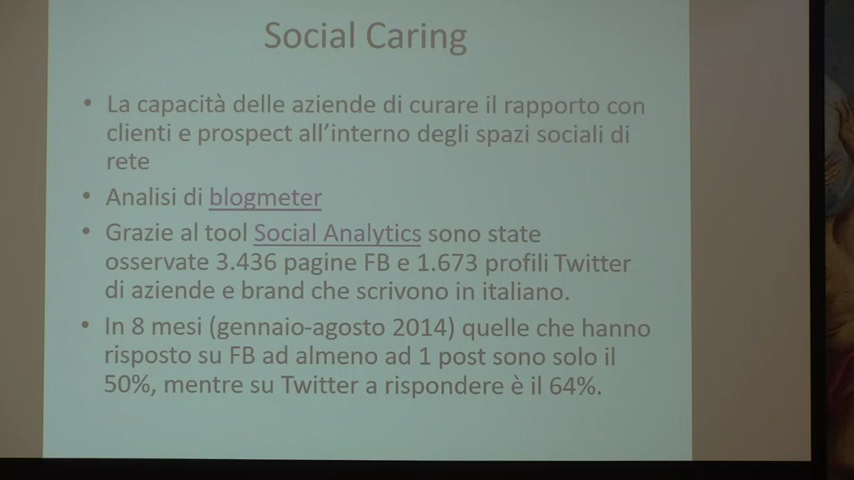 Social Caring
• La capacità delle aziende di curare il rapporto con
clienti e prospect all'interno degli spazi sociali di
rete
• Analisi di blogmeter
• Grazie al tool Social Analytics sono state
osservate 3.436 pagine FB e 1.673 profili Twitter
di aziende e brand che scrivono in italiano.
• In 8 mesi (gennaio-agosto 2014) quelle che hanno
risposto su FB ad almeno ad 1 post sono solo il
50%, mentre su Twitter a rispondere è il 64%.